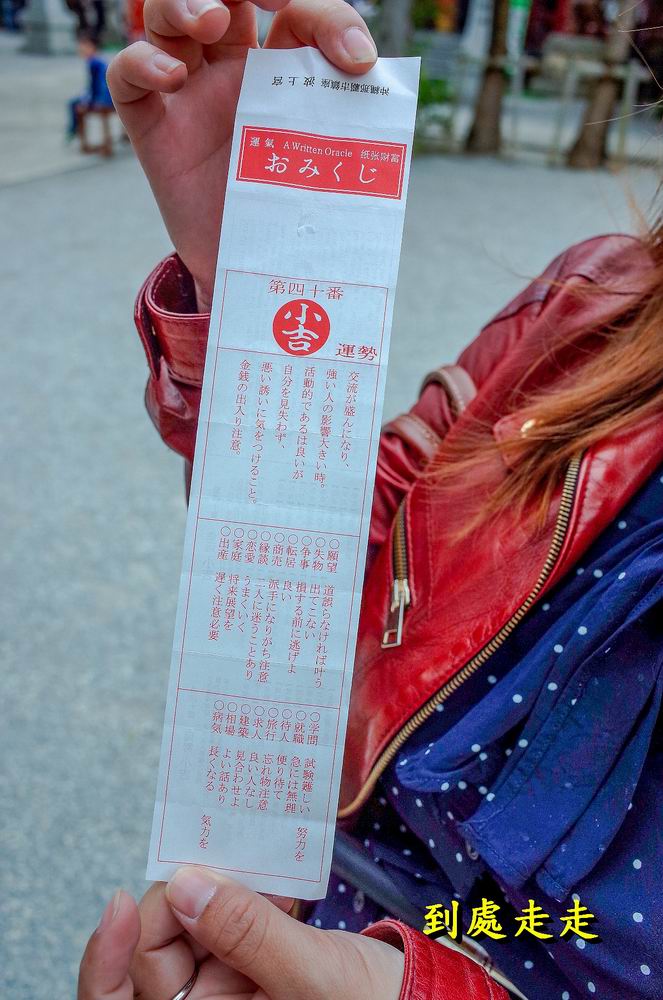 沖縄那覇市鎮座 波上宮
運氣 A Written Oracle 纸张财富
おみくじ
第四十番
小吉
運勢
交流が盛んになり、
強い人の影響大きい時。
活動的であるは良いが
自分を見失わず、
悪い誘いに気をつけること。
金銭の出入り注意。
○願望 道誤らなければ叶う
○失物 出てこない
○争事 損する前に逃げよ
○転居 良い
○商売 派手になりがち注意
○縁談 二人に迷うことあり
○恋愛 うまくいく
○家庭 将来展望を
○出産 遅く注意必要
○学問 試験難しい 努力を
○就職 急には無理
○待人 便り待て
○旅行 忘れ物注意
○求人 良い人なし
○建築 見合わせよ
○相場 よい話あり
○病気 長くなる 気力を
到處走走